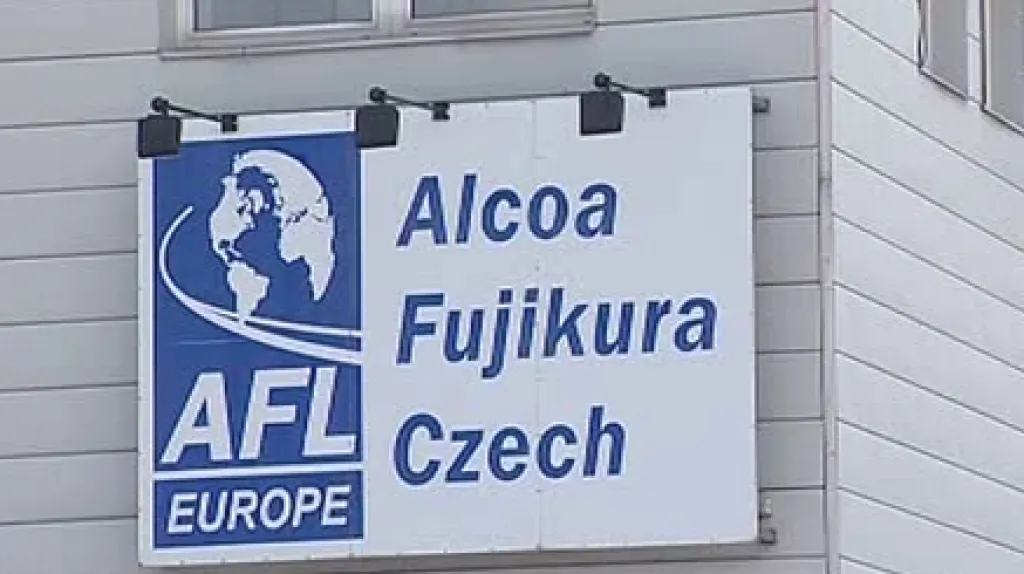 AFL
EUROPE
Alcoa
Fujikura
Czech